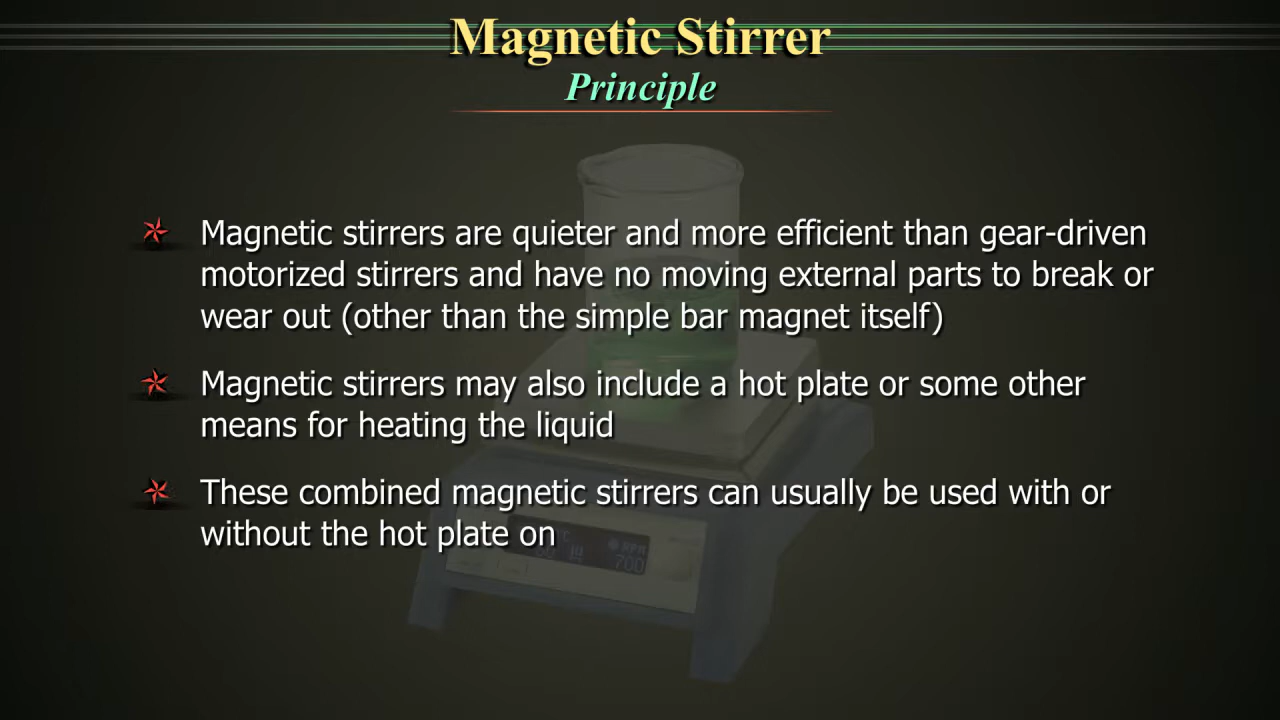 Magnetic Stirrer
Principle
Magnetic stirrers are quieter and more efficient than gear-driven
motorized stirrers and have no moving external parts to break or
wear out (other than the simple bar magnet itself)
Magnetic stirrers may also include a hot plate or some other
means for heating the liquid
These combined magnetic stirrers can usually be used with or
without the hot plate on
RPM
700